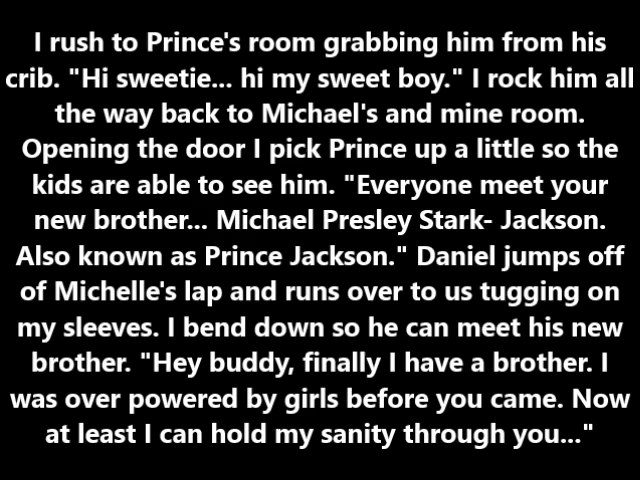 I rush to Prince's room grabbing him from his
crib. "Hi sweetie... hi my sweet boy." I rock him all
the way back to Michael's and mine room.
Opening the door I pick Prince up a little so the
kids are able to see him. "Everyone meet your
new brother... Michael Presley Stark- Jackson.
Also known as Prince Jackson." Daniel jumps off
of Michelle's lap and runs over to us tugging on
my sleeves. I bend down so he can meet his new
brother. "Hey buddy, finally I have a brother. I
was over powered by girls before you came. Now
at least I can hold my sanity through you..."